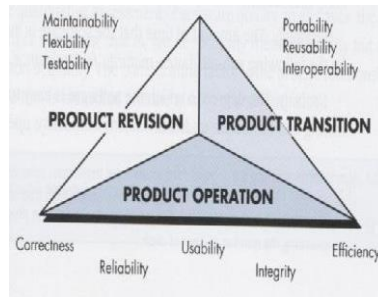 Maintainability
Flexibility
Testability
Portability
Reusability
Interoperability
PRODUCT REVISION
PRODUCT TRANSITION
PRODUCT OPERATION
Correctness
Usability
Efficiency
Reliability
Integrity